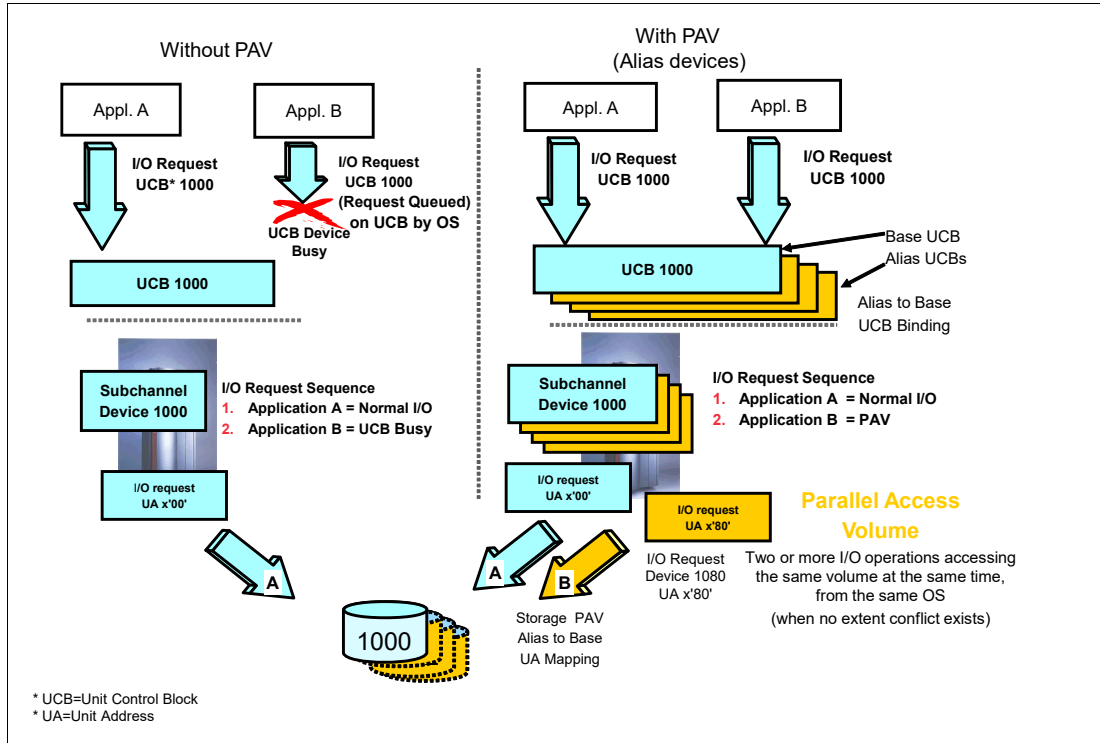 Without PAV
Appl. A
Appl. B
I/O Request
UCB* 1000
I/O Request
UCB 1000
(Request Queued)
on UCB by OS
UCB Device
Busy
UCB 1000
Subchannel
Device 1000
I/O Request Sequence
1. Application A = Normal I/O
2. Application B = UCB Busy
I/O request
UA x'00'
A
With PAV
(Alias devices)
Appl. A
Appl. B
I/O Request
UCB 1000
I/O Request
UCB 1000
Base UCB
Alias UCBs
UCB 1000
Alias to Base
UCB Binding
Subchannel
Device 1000
I/O Request Sequence
1. Application A = Normal I/O
2. Application B = PAV
I/O request
UA x'00'
I/O request
UA x'80'
Parallel Access
Volume
I/O Request
Device 1080
UA x'80'
Two or more I/O operations accessing
the same volume at the same time,
from the same OS
(when no extent conflict exists)
A
B
Storage PAV
Alias to Base
UA Mapping
1000
* UCB=Unit Control Block
* UA=Unit Address